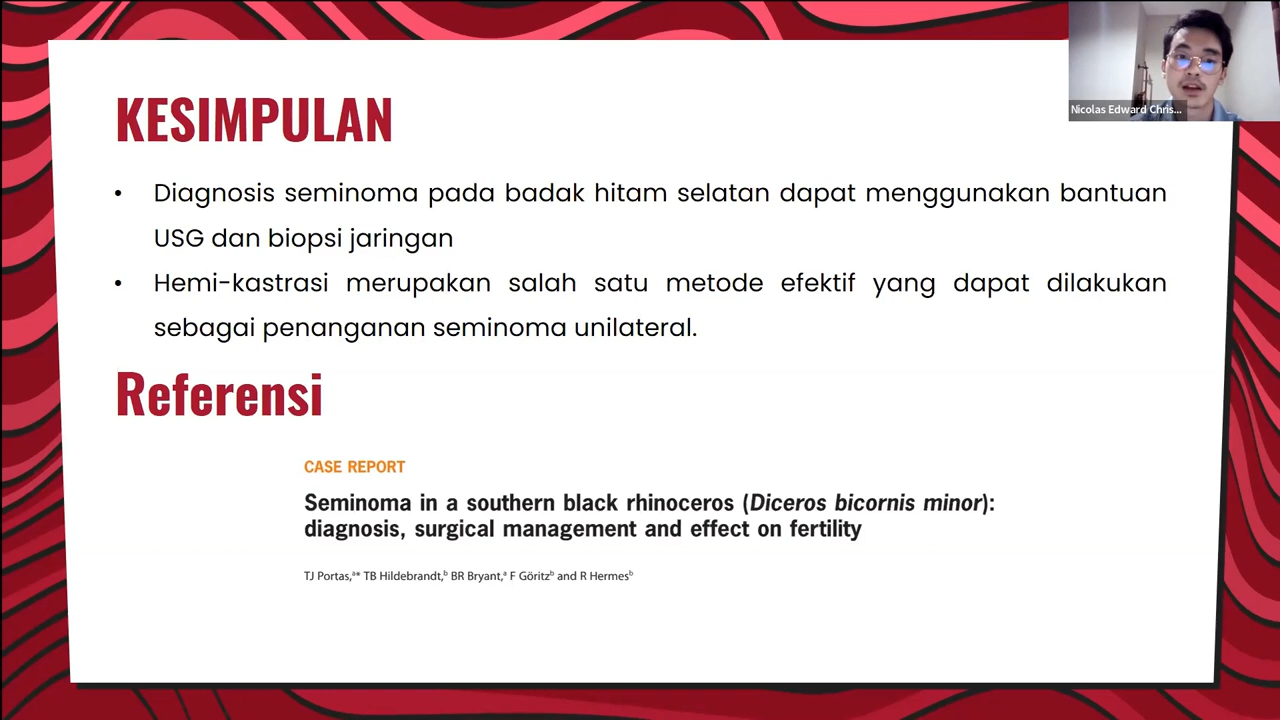 Nicolas Edward Chris...
KESIMPULAN
• Diagnosis seminoma pada badak hitam selatan dapat menggunakan bantuan
USG dan biopsi jaringan
• Hemi-kastrasi merupakan salah satu metode efektif yang dapat dilakukan
sebagai penanganan seminoma unilateral.
Referensi
CASE REPORT
Seminoma in a southern black rhinoceros (Diceros bicornis minor):
diagnosis, surgical management and effect on fertility
TJ Portas,ᵃ* TB Hildebrandt,ᵇ BR Bryant,ᵃ F Göritzᵇ and R Hermesᵇ